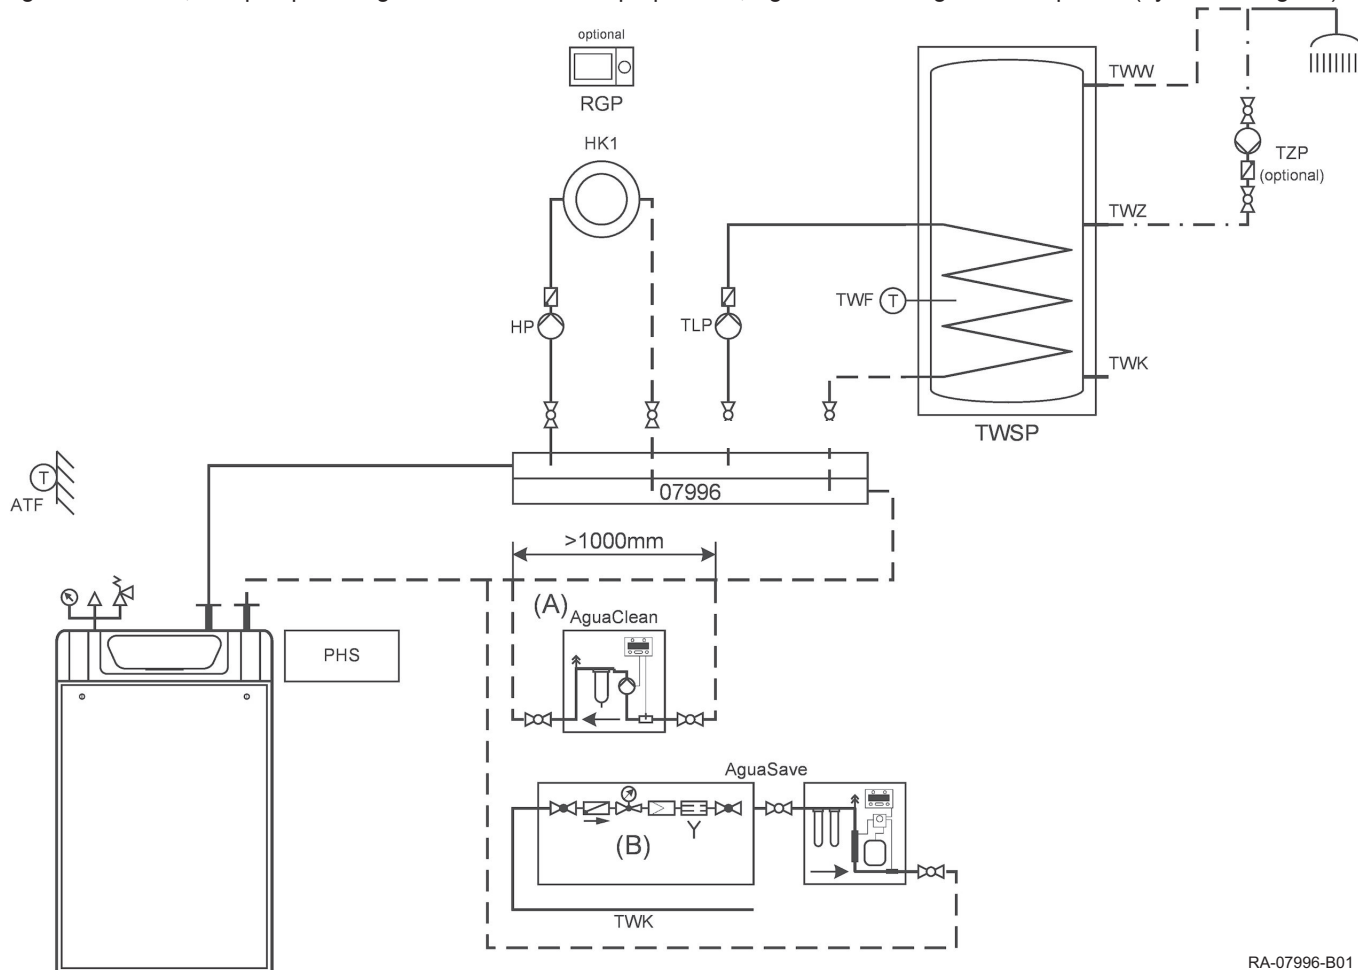 optional
RGP
HK1
TWW
TZP
(optional)
TWZ
TWF
T
HP
TLP
TWK
TWSP
T
ATF
07996
>1000mm
(A)
AguaClean
PHS
AguaSave
(B)
TWK
RA-07996-B01